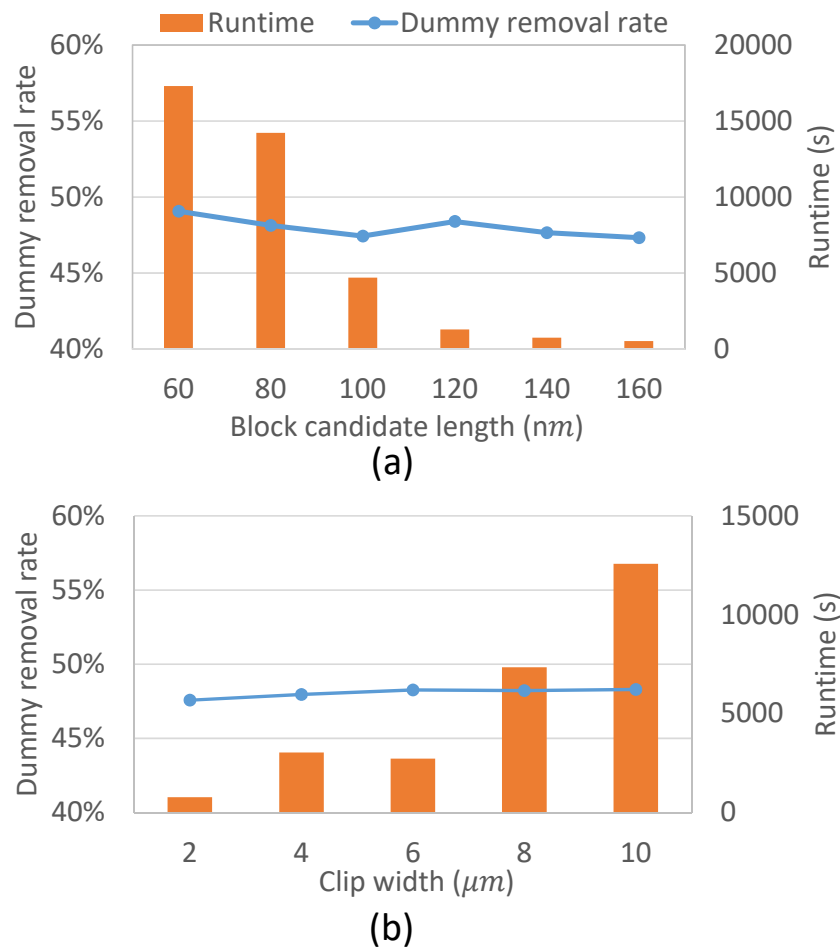 Runtime Dummy removal rate
60% 20000
55% 15000
50% 10000
45% 5000
40% 0
Dummy removal rate
Runtime (s)
60 80 100 120 140 160
Block candidate length (nm)
(a)
60% 15000
55%
10000
50%
5000
45%
40% 0
Dummy removal rate
Runtime (s)
2 4 6 8 10
Clip width (μm)
(b)